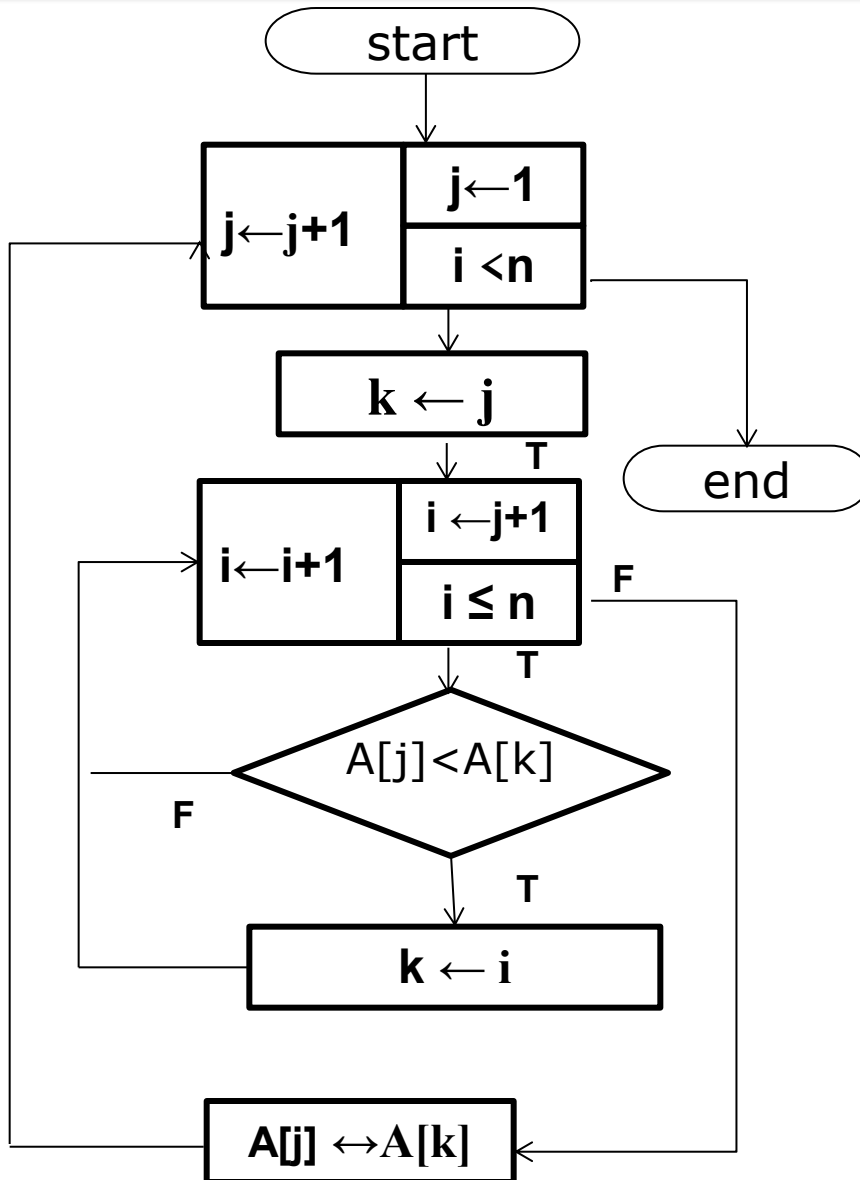 start
j←1
j←j+1
i <n
k ← j
T
end
i ←j+1
i←i+1
F
i ≤ n
T
A[j]<A[k]
F
T
k ← i
A[j] ↔A[k]